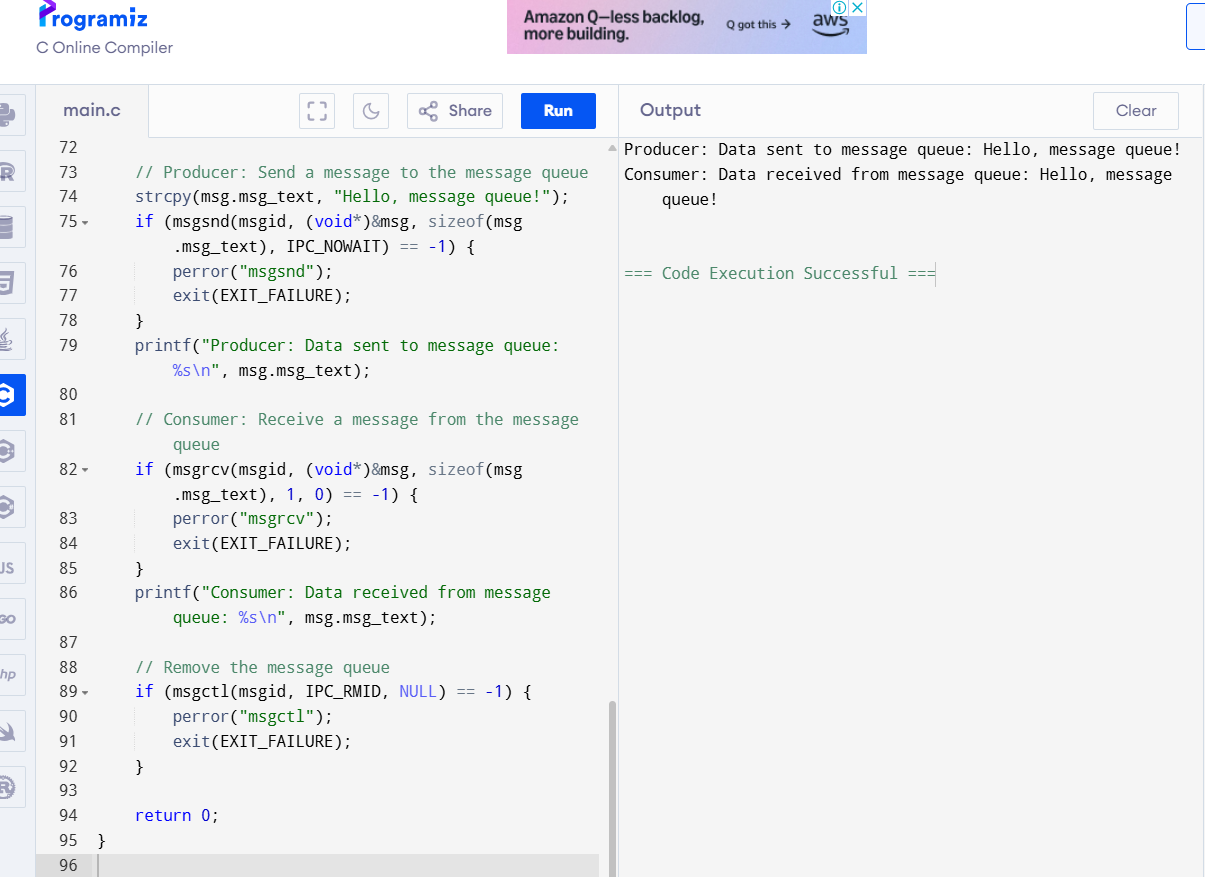 Programiz
C Online Compiler
Amazon Q—less backlog,
more building.
Q got this →
aws
main.c
Share
Run
Output
Clear
72
73 // Producer: Send a message to the message queue
74 strcpy(msg.msg_text, "Hello, message queue!");
75 if (msgsnd(msgid, (void*)&msg, sizeof(msg
.msg_text), IPC_NOWAIT) == -1) {
76 perror("msgsnd");
77 exit(EXIT_FAILURE);
78 }
79 printf("Producer: Data sent to message queue:
%s\n", msg.msg_text);
80
81 // Consumer: Receive a message from the message
queue
82 if (msgrcv(msgid, (void*)&msg, sizeof(msg
.msg_text), 1, 0) == -1) {
83 perror("msgrcv");
84 exit(EXIT_FAILURE);
85 }
86 printf("Consumer: Data received from message
queue: %s\n", msg.msg_text);
87
88 // Remove the message queue
89 if (msgctl(msgid, IPC_RMID, NULL) == -1) {
90 perror("msgctl");
91 exit(EXIT_FAILURE);
92 }
93
94 return 0;
95 }
96
Producer: Data sent to message queue: Hello, message queue!
Consumer: Data received from message queue: Hello, message
queue!
=== Code Execution Successful ===
R
5
C
JS
GO
hp
R